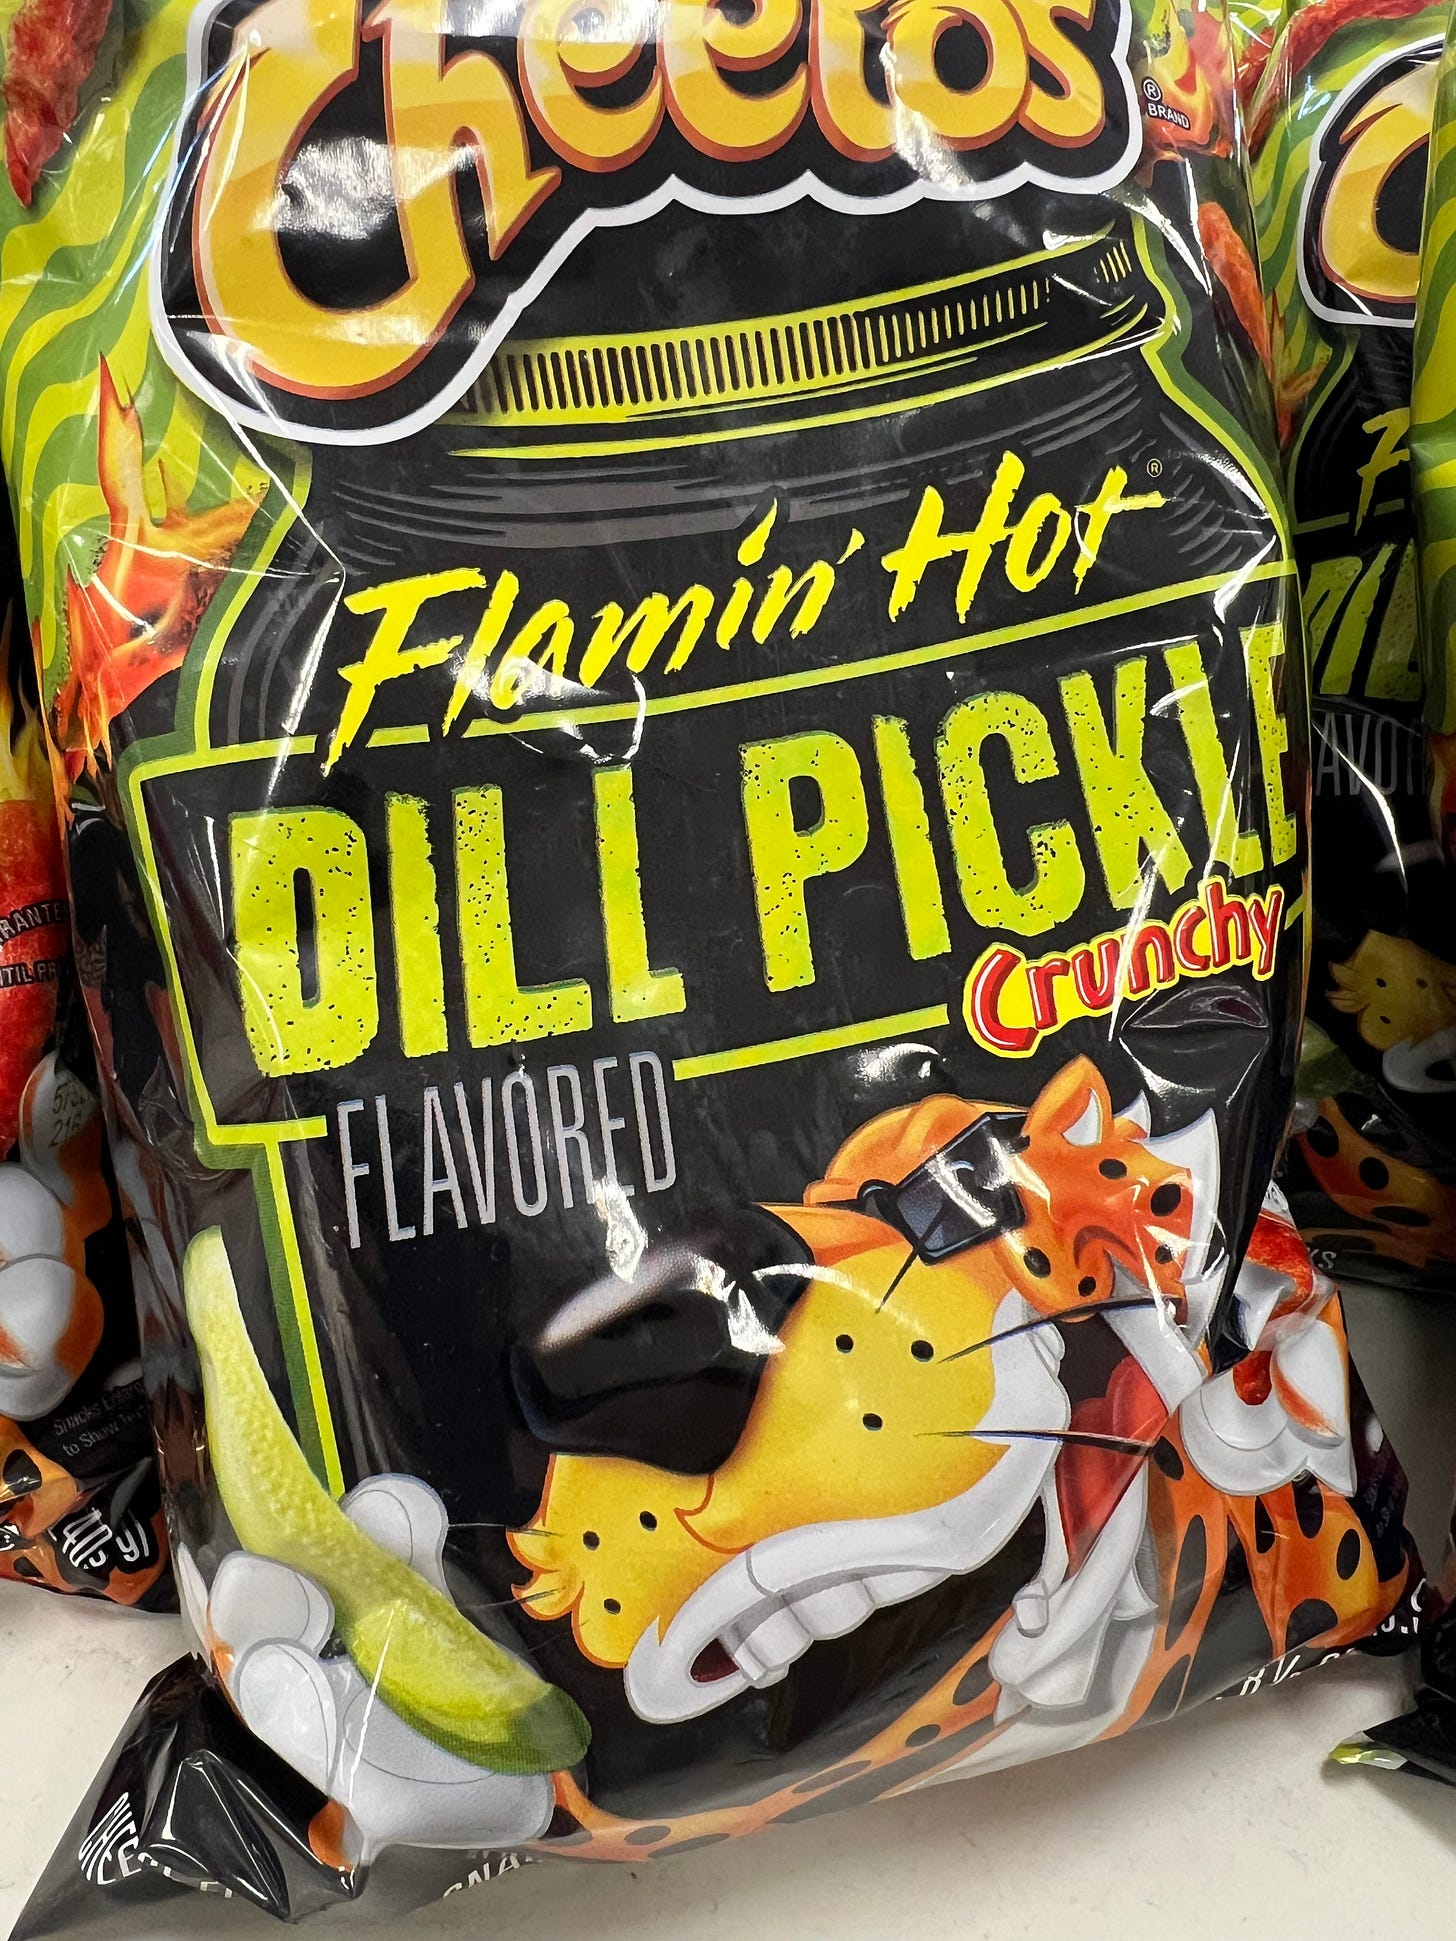 Cheetos
® BRAND
Flamin' Hot®
DILL PICKLE
Crunchy
FLAVORED